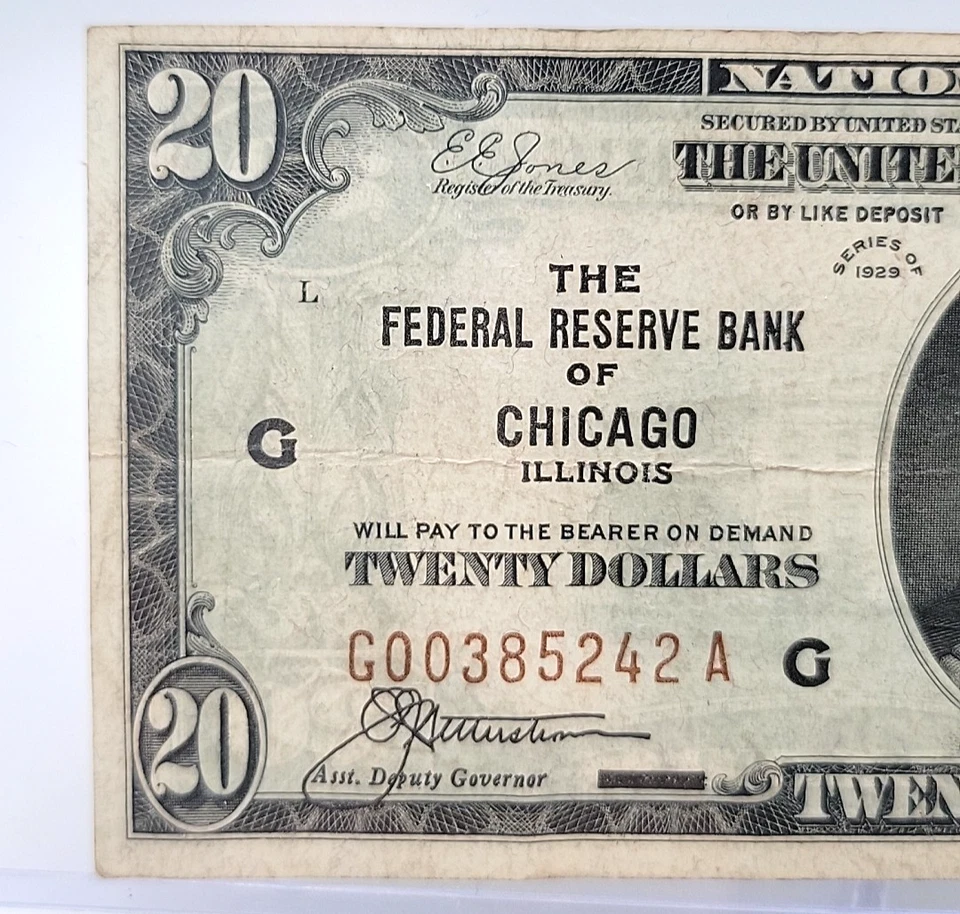 20
NATIO
SECURED BY UNITED STA
E.E. Jones
THE UNITE
Register of the Treasury.
OR BY LIKE DEPOSIT
SERIES OF
1929
L
THE
FEDERAL RESERVE BANK
OF
CHICAGO
G
ILLINOIS
WILL PAY TO THE BEARER ON DEMAND
TWENTY DOLLARS
G00385242A
G
20
Asst. Deputy Governor
TWEN